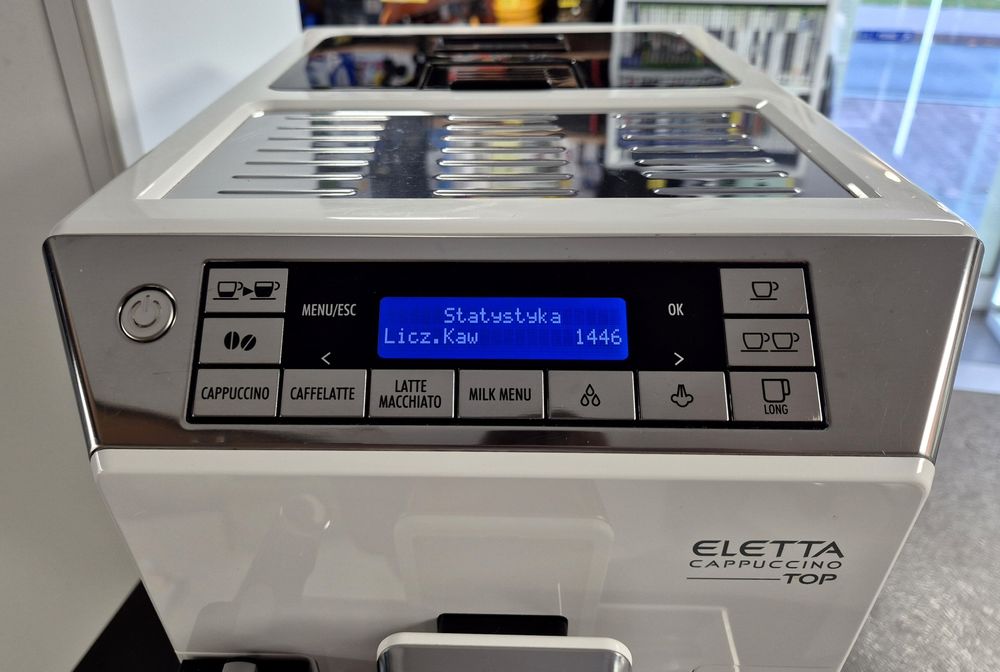 MENU/ESC
Statystyka
Licz.Kaw 1446
OK
<
>
CAPPUCCINO
CAFFELATTE
LATTE
MACCHIATO
MILK MENU
LONG
ELETTA
CAPPUCCINO
TOP